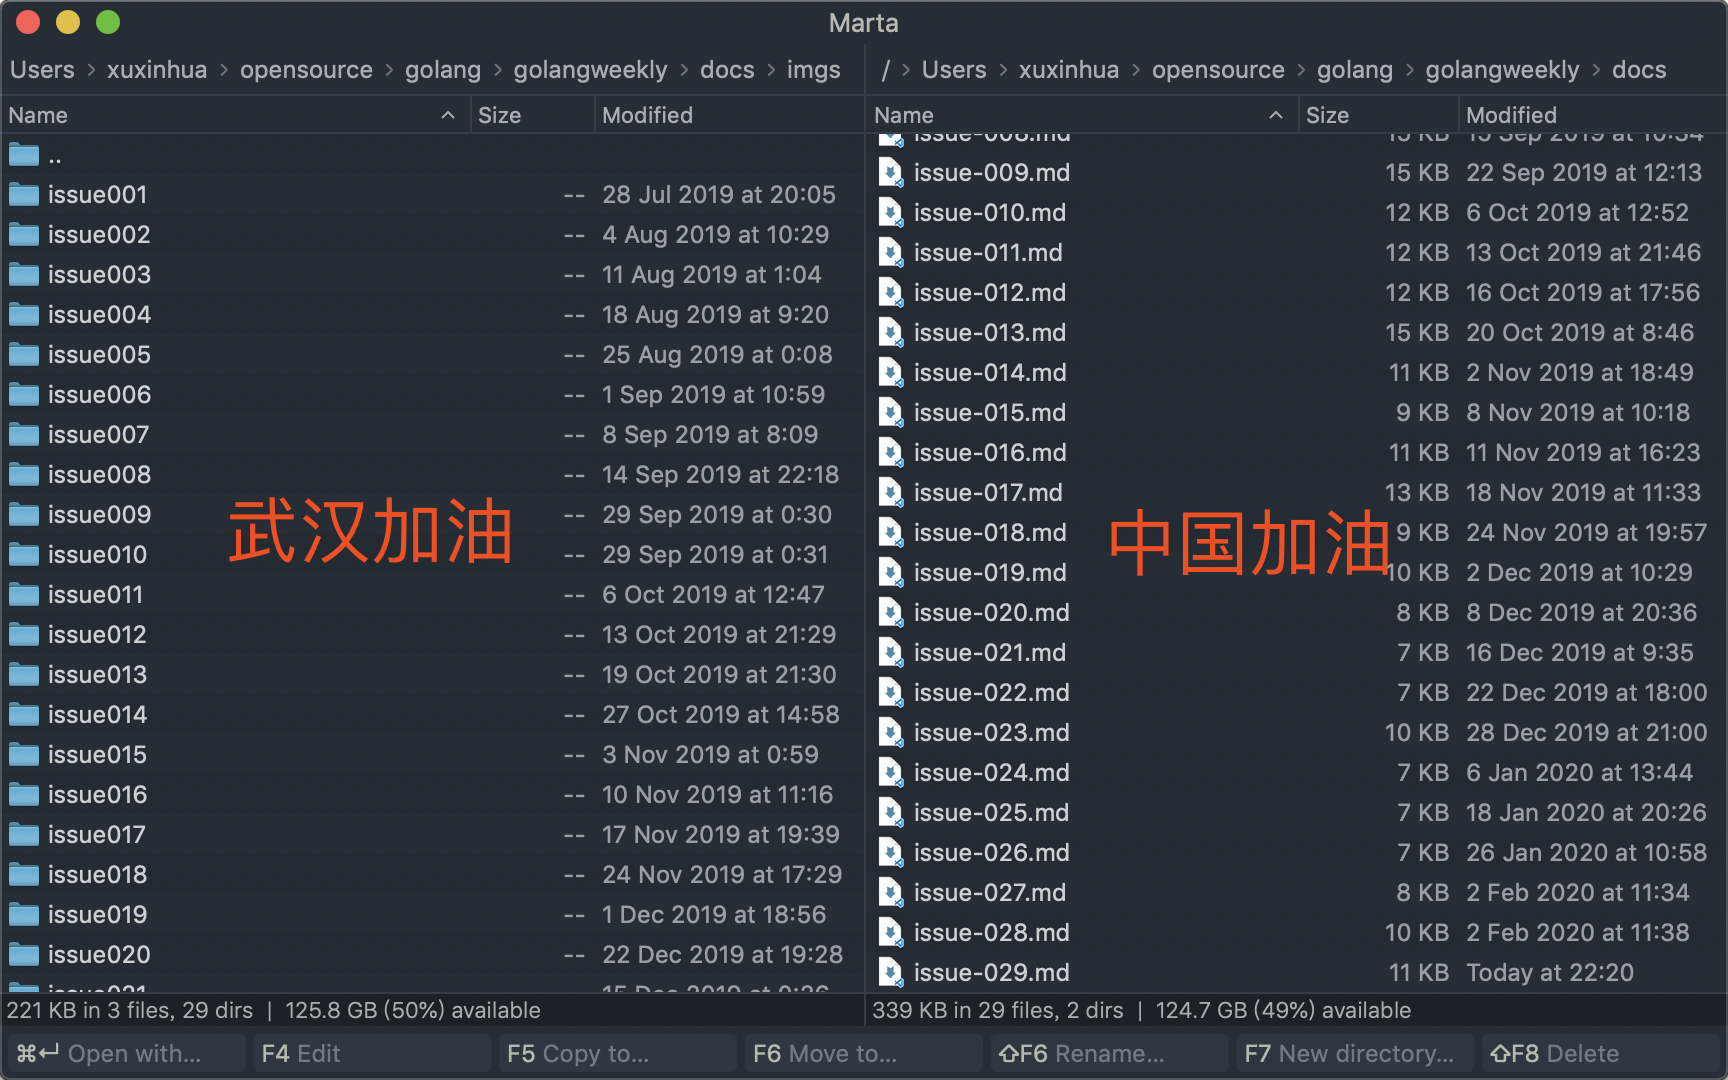 Marta
Users > xuxinhua > opensource > golang > golangweekly > docs > imgs
Name Size Modified
..
issue001 -- 28 Jul 2019 at 20:05
issue002 -- 4 Aug 2019 at 10:29
issue003 -- 11 Aug 2019 at 1:04
issue004 -- 18 Aug 2019 at 9:20
issue005 -- 25 Aug 2019 at 0:08
issue006 -- 1 Sep 2019 at 10:59
issue007 -- 8 Sep 2019 at 8:09
issue008 -- 14 Sep 2019 at 22:18
issue009 -- 29 Sep 2019 at 0:30
武汉加油
issue010 -- 29 Sep 2019 at 0:31
issue011 -- 6 Oct 2019 at 12:47
issue012 -- 13 Oct 2019 at 21:29
issue013 -- 19 Oct 2019 at 21:30
issue014 -- 27 Oct 2019 at 14:58
issue015 -- 3 Nov 2019 at 0:59
issue016 -- 10 Nov 2019 at 11:16
issue017 -- 17 Nov 2019 at 19:39
issue018 -- 24 Nov 2019 at 17:29
issue019 -- 1 Dec 2019 at 18:56
issue020 -- 22 Dec 2019 at 19:28
221 KB in 3 files, 29 dirs | 125.8 GB (50%) available
/ > Users > xuxinhua > opensource > golang > golangweekly > docs
Name Size Modified
issue-008.md 15 KB 15 Sep 2019 at 10:34
issue-009.md 15 KB 22 Sep 2019 at 12:13
issue-010.md 12 KB 6 Oct 2019 at 12:52
issue-011.md 12 KB 13 Oct 2019 at 21:46
issue-012.md 12 KB 16 Oct 2019 at 17:56
issue-013.md 15 KB 20 Oct 2019 at 8:46
issue-014.md 11 KB 2 Nov 2019 at 18:49
issue-015.md 9 KB 8 Nov 2019 at 10:18
issue-016.md 11 KB 11 Nov 2019 at 16:23
issue-017.md 13 KB 18 Nov 2019 at 11:33
issue-018.md 9 KB 24 Nov 2019 at 19:57
中国加油
issue-019.md 10 KB 2 Dec 2019 at 10:29
issue-020.md 8 KB 8 Dec 2019 at 20:36
issue-021.md 7 KB 16 Dec 2019 at 9:35
issue-022.md 7 KB 22 Dec 2019 at 18:00
issue-023.md 10 KB 28 Dec 2019 at 21:00
issue-024.md 7 KB 6 Jan 2020 at 13:44
issue-025.md 7 KB 18 Jan 2020 at 20:26
issue-026.md 7 KB 26 Jan 2020 at 10:58
issue-027.md 8 KB 2 Feb 2020 at 11:34
issue-028.md 10 KB 2 Feb 2020 at 11:38
issue-029.md 11 KB Today at 22:20
339 KB in 29 files, 2 dirs | 124.7 GB (49%) available
⌘↩ Open with... F4 Edit F5 Copy to... F6 Move to... ⇧F6 Rename... F7 New directory... ⇧F8 Delete